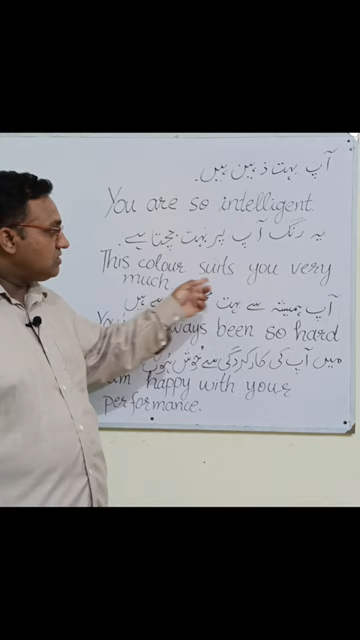 آپ بہت ذہین ہیں۔
You are so intelligent.
یہ رنگ آپ پر بہت جچتا ہے۔
This colour suits you very
much.
آپ ہمیشہ سے بہت ہیں
always been so hard
میں آپ کی کارکردگی سے خوش ہوں
am happy with your
performance.